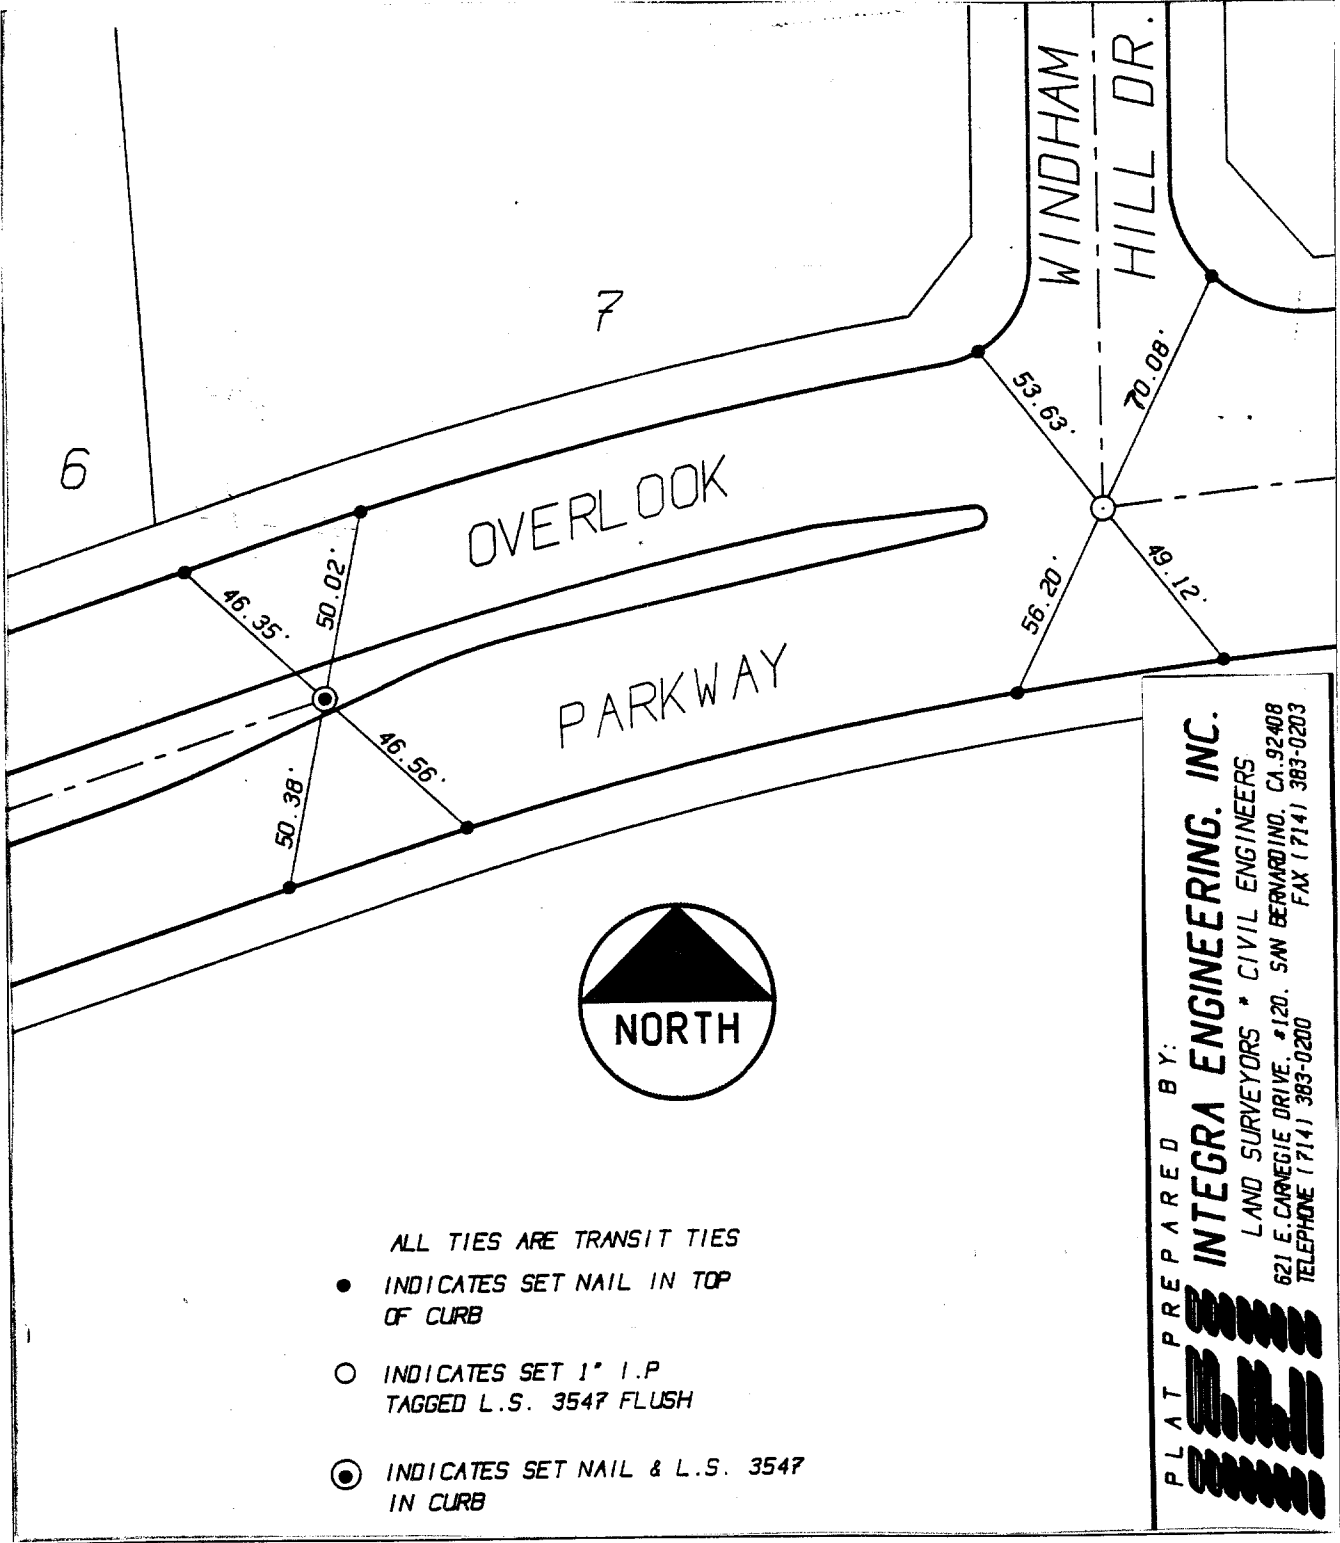 WINDHAM
HILL DR.
7
6
OVERLOOK
PARKWAY
53.63'
70.08'
56.20'
49.12'
46.35'
50.02'
50.38'
46.56'
NORTH
ALL TIES ARE TRANSIT TIES
INDICATES SET NAIL IN TOP
OF CURB
INDICATES SET 1" I.P
TAGGED L.S. 3547 FLUSH
INDICATES SET NAIL & L.S. 3547
IN CURB
PLAT PREPARED BY:
INTEGRA ENGINEERING. INC.
LAND SURVEYORS * CIVIL ENGINEERS
621 E.CARNEGIE DRIVE. #120. SAN BERNARDINO. CA.92408
TELEPHONE (714) 383-0200 FAX (714) 383-0203